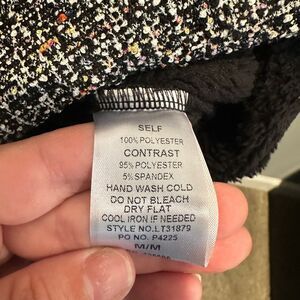 SELF
100% POLYESTER
CONTRAST
95% POLYESTER
5% SPANDEX
HAND WASH COLD
DO NOT BLEACH
DRY FLAT
COOL IRON IF NEEDED
STYLE NO.LT31879
PO NO. P4225
M/M